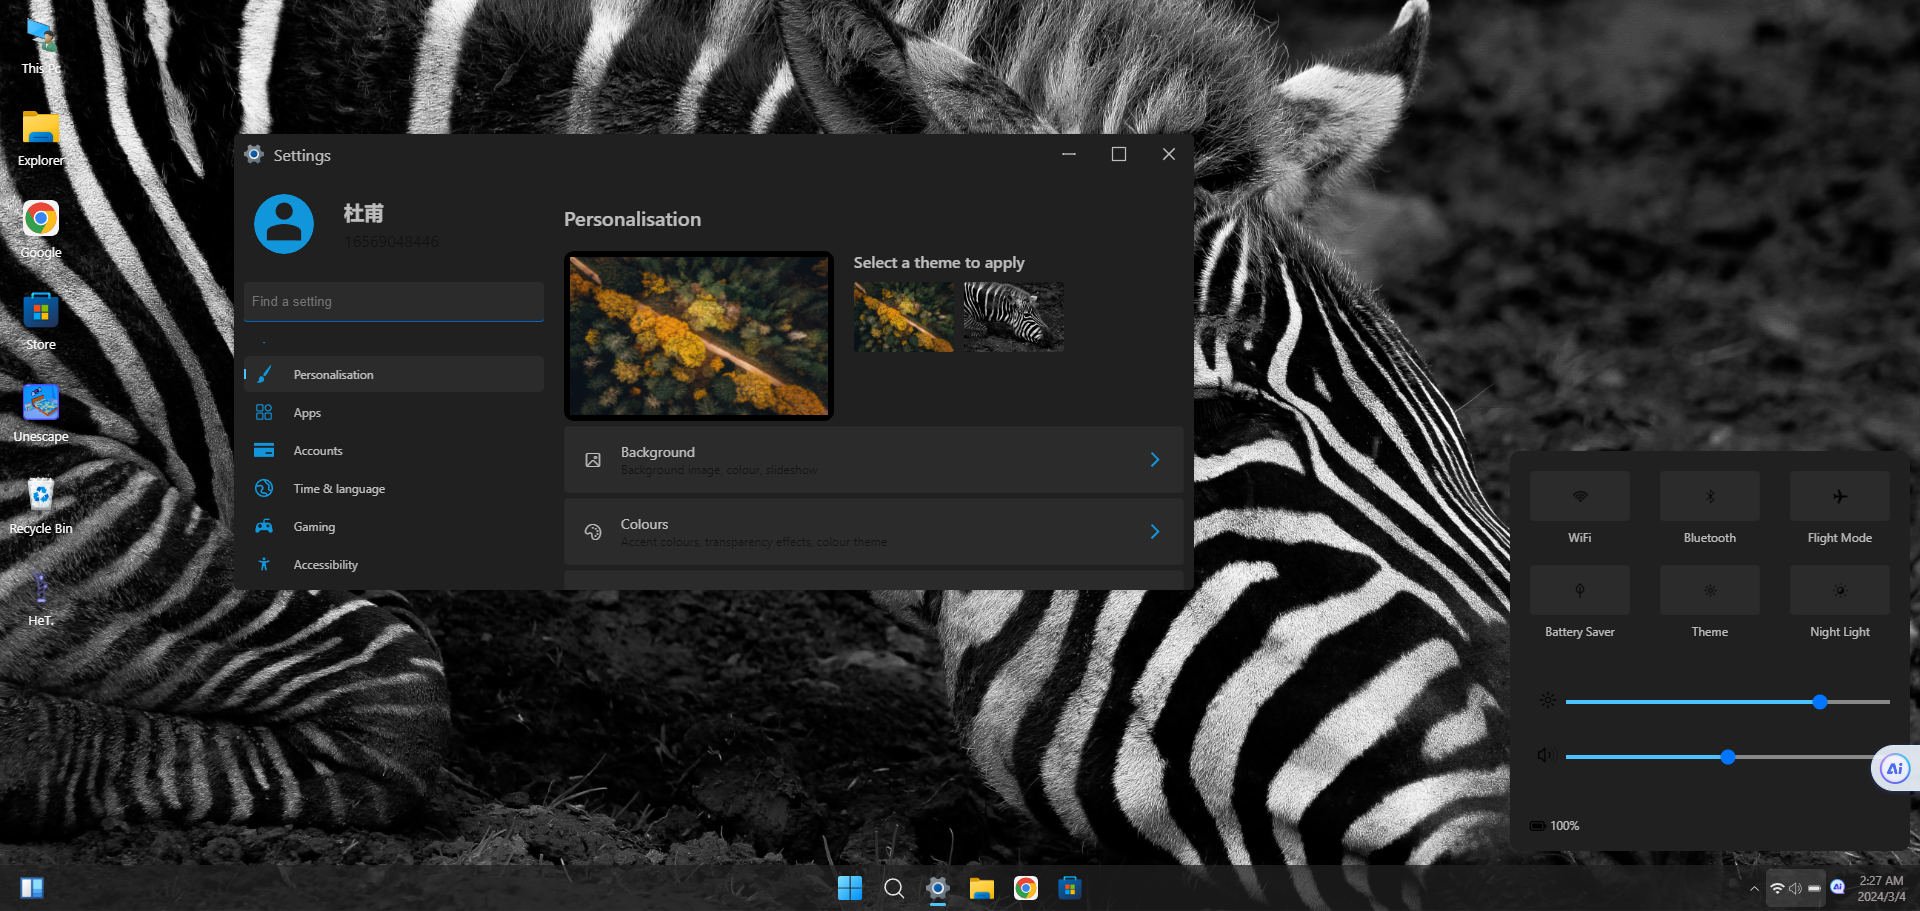 This Pc
Explorer
Google
Store
Unescape
Recycle Bin
HeT.
Settings
杜甫
16569048446
Find a setting
Personalisation
Apps
Accounts
Time & language
Gaming
Accessibility
Personalisation
Select a theme to apply
Background
Background image, colour, slideshow
Colours
Accent colours, transparency effects, colour theme
WiFi
Bluetooth
Flight Mode
Battery Saver
Theme
Night Light
Ai
100%
Ai
2:27 AM
2024/3/4